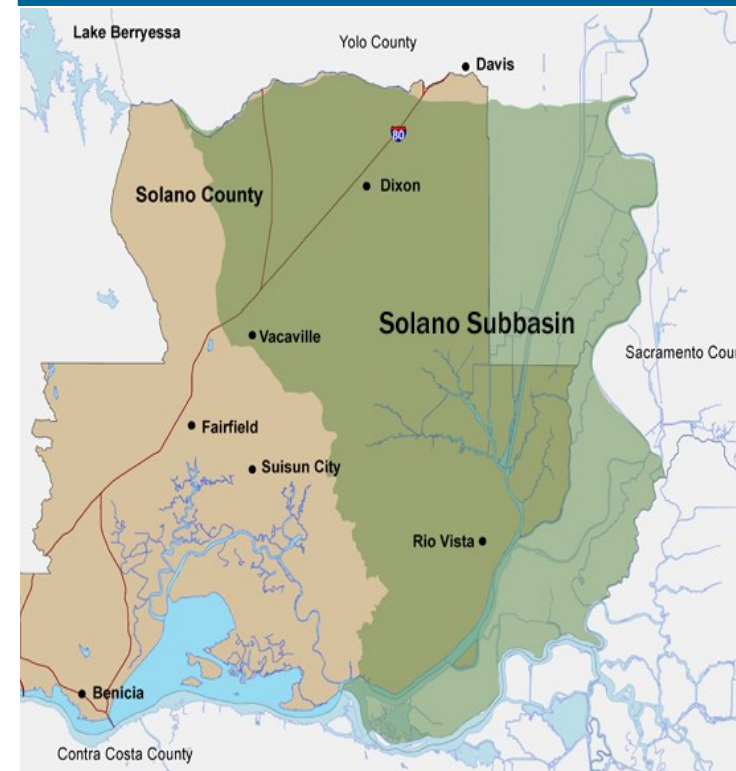 Lake Berryessa
Yolo County
Davis
80
Dixon
Solano County
Solano Subbasin
Vacaville
Sacramento Cour
Fairfield
Suisun City
Rio Vista
Benicia
Contra Costa County